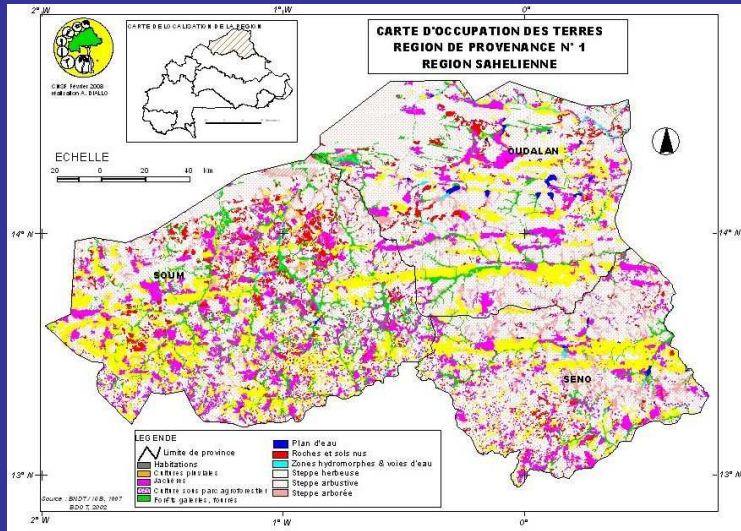 2° W
1° W
0°
CARTE DE LOCALISATION DE LA REGION
CARTE D'OCCUPATION DES TERRES
REGION DE PROVENANCE N° 1
REGION SAHELIENNE
CNSF Février 2008
réalisation A. DIALLO
ECHELLE
20 0 20 40 Km
OUDALAN
14° N
14° N
SOUM
SENO
LEGENDE
Limite de province
Habitations
Cultures pluviales
Jachères
Culture sous parc agroforestier
Forêts galeries, fourrés
Plan d'eau
Roches et sols nus
Zones hydromorphes & voies d'eau
Steppe herbeuse
Steppe arbustive
Steppe arborée
13° N
13° N
Source : BNDT / IGB, 1997
BDOT, 2002
2° W
1° W
0°